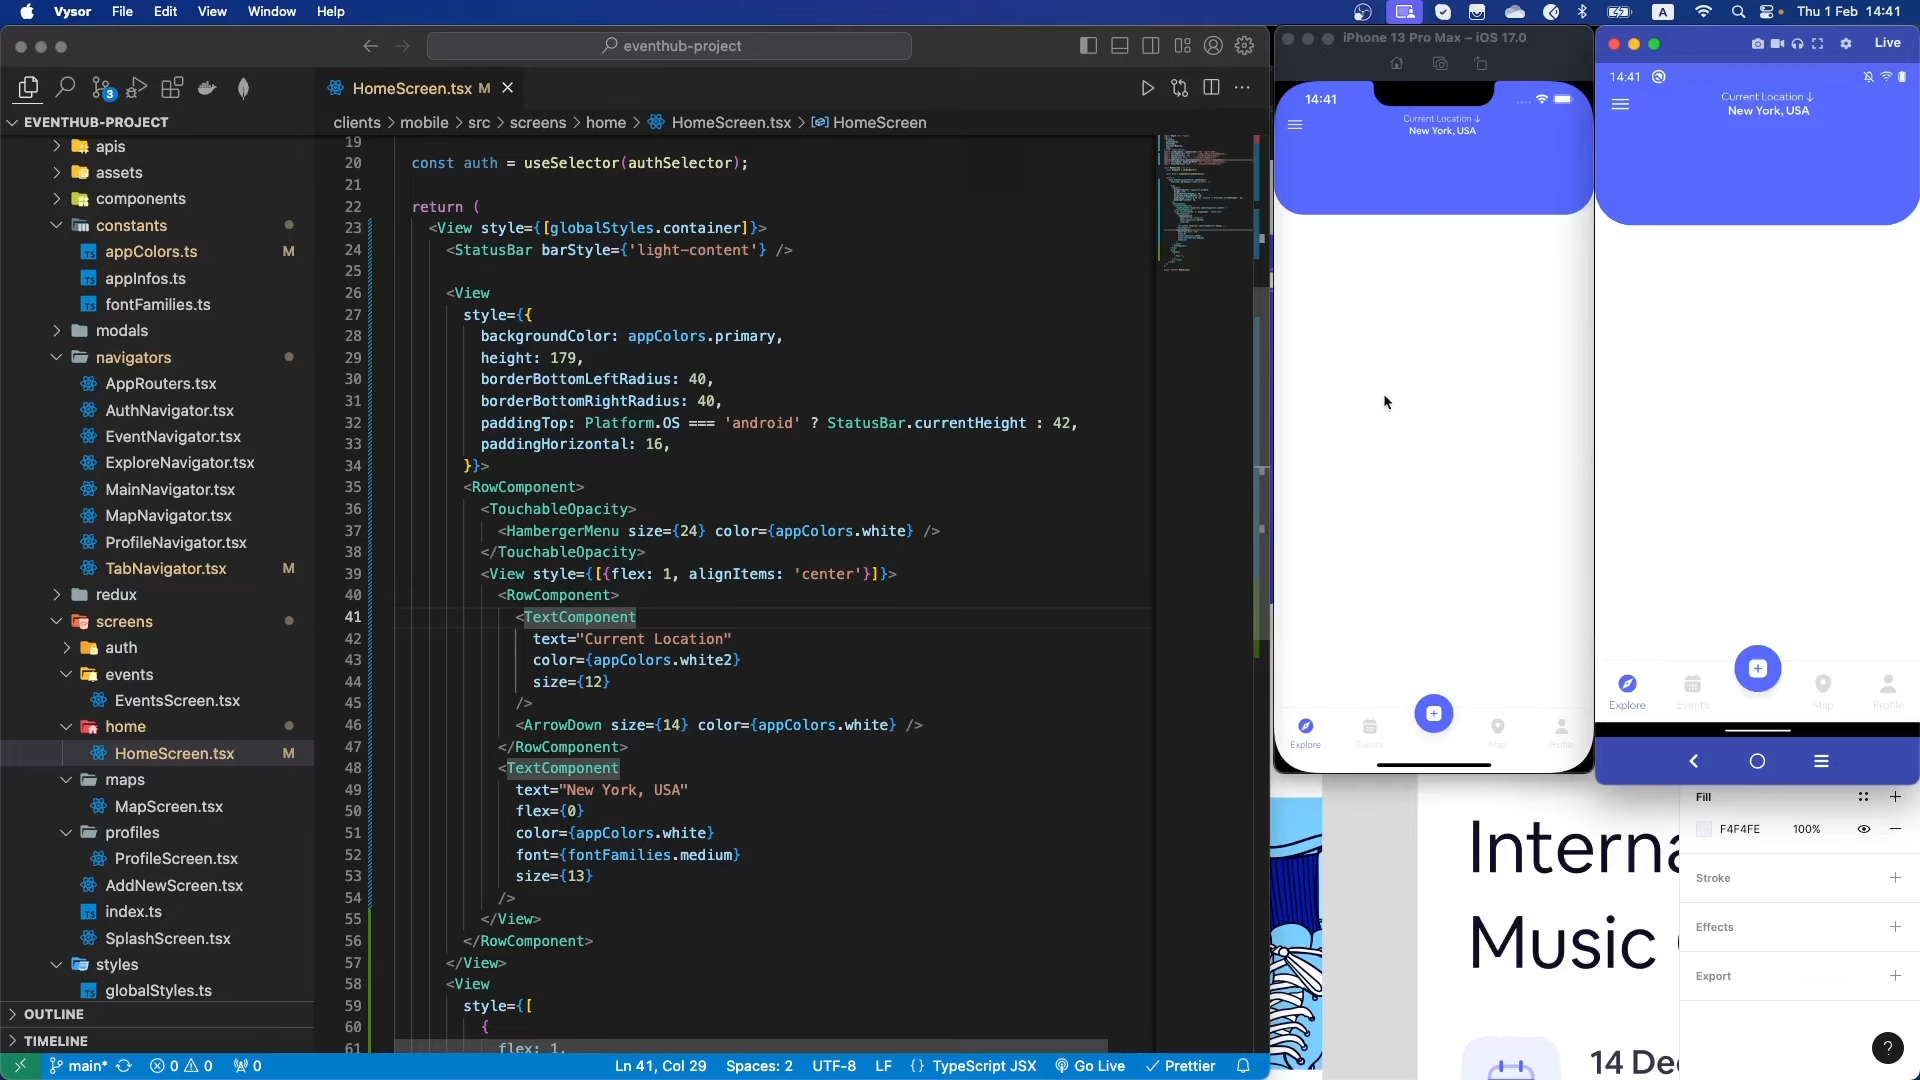 Vysor File Edit View Window Help
A Thu 1 Feb 14:41
eventhub-project
iPhone 13 Pro Max – iOS 17.0
Live
3
HomeScreen.tsx M
14:41
14:41
Current Location
New York, USA
Current Location
New York, USA
EVENTHUB-PROJECT
clients > mobile > src > screens > home > HomeScreen.tsx > HomeScreen
apis
assets
components
constants
appColors.ts M
appInfos.ts
fontFamilies.ts
modals
navigators
AppRouters.tsx
AuthNavigator.tsx
EventNavigator.tsx
ExploreNavigator.tsx
MainNavigator.tsx
MapNavigator.tsx
ProfileNavigator.tsx
TabNavigator.tsx M
redux
screens
auth
events
EventsScreen.tsx
home
HomeScreen.tsx M
maps
MapScreen.tsx
profiles
ProfileScreen.tsx
AddNewScreen.tsx
index.ts
SplashScreen.tsx
styles
globalStyles.ts
OUTLINE
TIMELINE
19
20 const auth = useSelector(authSelector);
21
22 return (
23 <View style={[globalStyles.container]}>
24 <StatusBar barStyle={'light-content'} />
25
26 <View
27 style={{
28 backgroundColor: appColors.primary,
29 height: 179,
30 borderBottomLeftRadius: 40,
31 borderBottomRightRadius: 40,
32 paddingTop: Platform.OS === 'android' ? StatusBar.currentHeight : 42,
33 paddingHorizontal: 16,
34 }}>
35 <RowComponent>
36 <TouchableOpacity>
37 <HambergerMenu size={24} color={appColors.white} />
38 </TouchableOpacity>
39 <View style={[{flex: 1, alignItems: 'center'}]}>
40 <RowComponent>
41 <TextComponent
42 text="Current Location"
43 color={appColors.white2}
44 size={12}
45 />
46 <ArrowDown size={14} color={appColors.white} />
47 </RowComponent>
48 <TextComponent
49 text="New York, USA"
50 flex={0}
51 color={appColors.white}
52 font={fontFamilies.medium}
53 size={13}
54 />
55 </View>
56 </RowComponent>
57 </View>
58 <View
59 style={[
60 {
61 flex: 1,
Explore Events Map Profile
Explore Events Map Profile
Fill
F4F4FE 100%
Stroke
Effects
Export
Interna
Music
14 De
?
main* 0 0 0
Ln 41, Col 29 Spaces: 2 UTF-8 LF {} TypeScript JSX Go Live Prettier